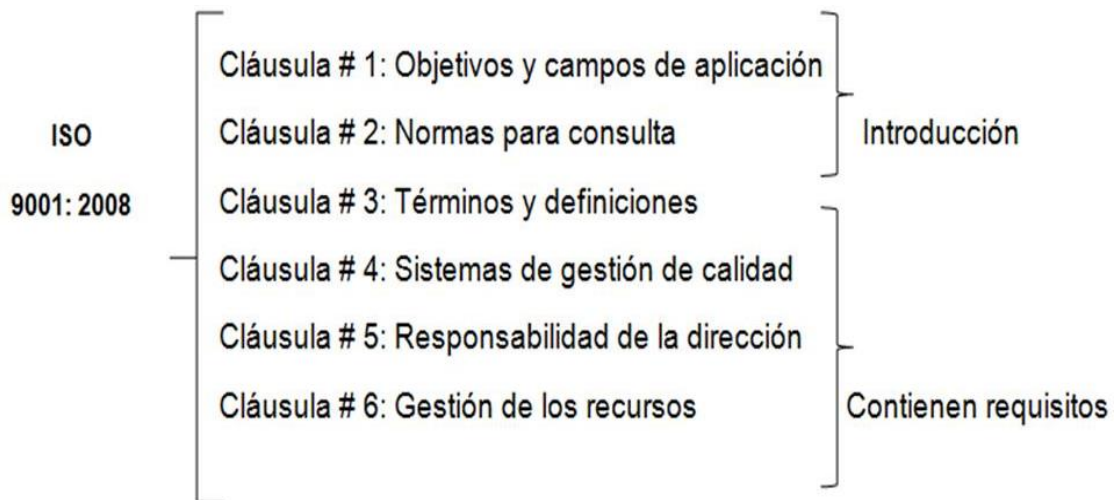 ISO
9001: 2008
Cláusula # 1: Objetivos y campos de aplicación
Cláusula # 2: Normas para consulta
Cláusula # 3: Términos y definiciones
Cláusula # 4: Sistemas de gestión de calidad
Cláusula # 5: Responsabilidad de la dirección
Cláusula # 6: Gestión de los recursos
Introducción
Contienen requisitos